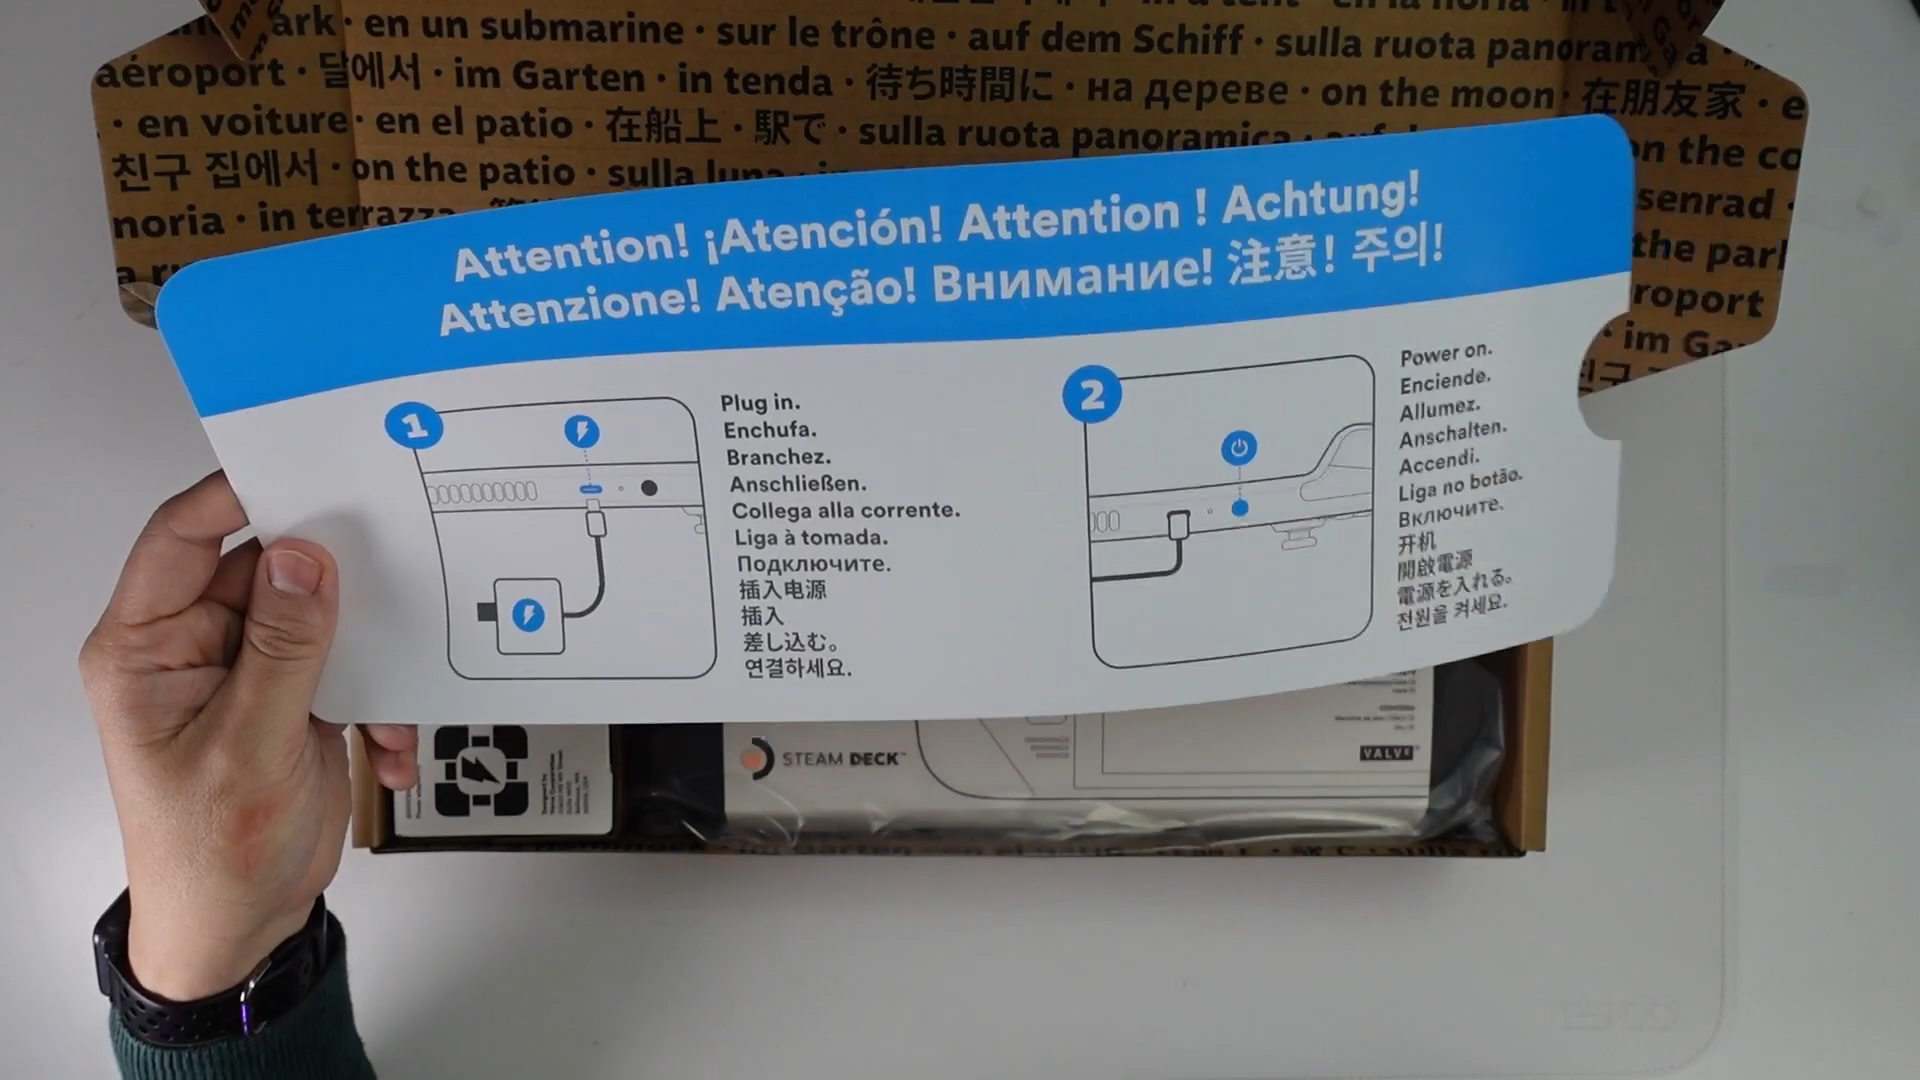 ark · en un submarine · sur le trône · auf dem Schiff · sulla ruota panoram
aéroport · 달에서 · im Garten · in tenda · 待ち時間に · на дереве · on the moon · 在朋友家 · e
· en voiture · en el patio · 在船上 · 駅で · sulla ruota panoramica ·
친구 집에서 · on the patio · sulla luna ·
on the co
noria · in terrazza
senrad ·
the park
roport
· im Ga
Attention! ¡Atención! Attention ! Achtung!
Attenzione! Atenção! Внимание! 注意! 주의!
1
Plug in.
Enchufa.
Branchez.
Anschließen.
Collega alla corrente.
Liga à tomada.
Подключите.
插入电源
插入
差し込む。
연결하세요.
2
Power on.
Enciende.
Allumez.
Anschalten.
Accendi.
Liga no botão.
Включите.
开机
開啟電源
電源を入れる。
전원을 켜세요.
STEAM DECK™
VALVE®